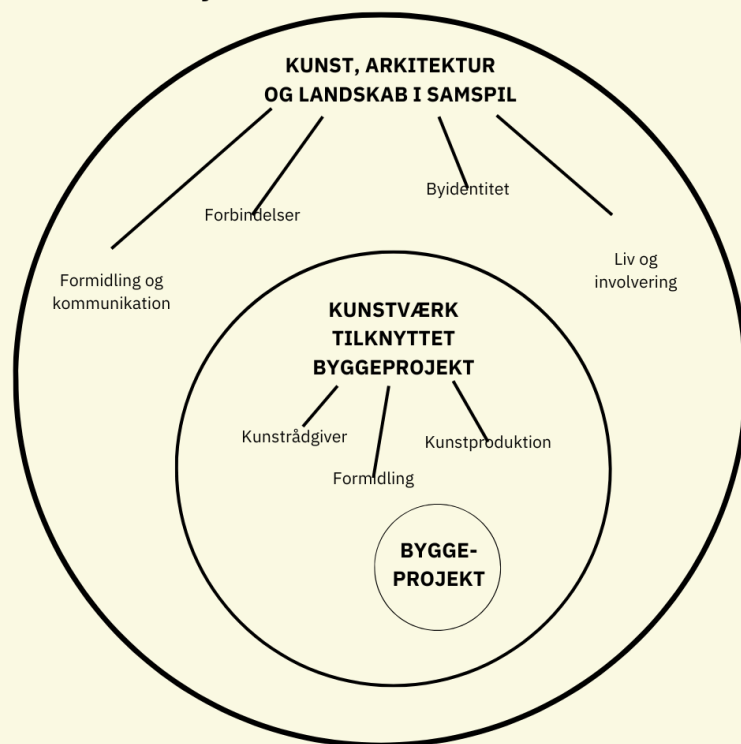 KUNST, ARKITEKTUR
OG LANDSKAB I SAMSPIL
Byidentitet
Forbindelser
Liv og
involvering
Formidling og
kommunikation
KUNSTVÆRK
TILKNYTTET
BYGGEPROJEKT
Kunstrådgiver
Kunstproduktion
Formidling
BYGGE-
PROJEKT